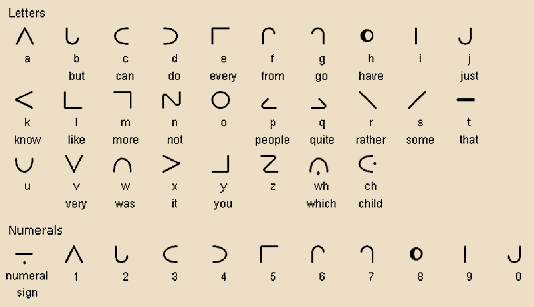 Letters
a b c d e f g h i j
but can do every from go have just
k l m n o p q r s t
know like more not people quite rather some that
u v w x y z wh ch
very was it you which child
Numerals
numeral 1 2 3 4 5 6 7 8 9 0
sign